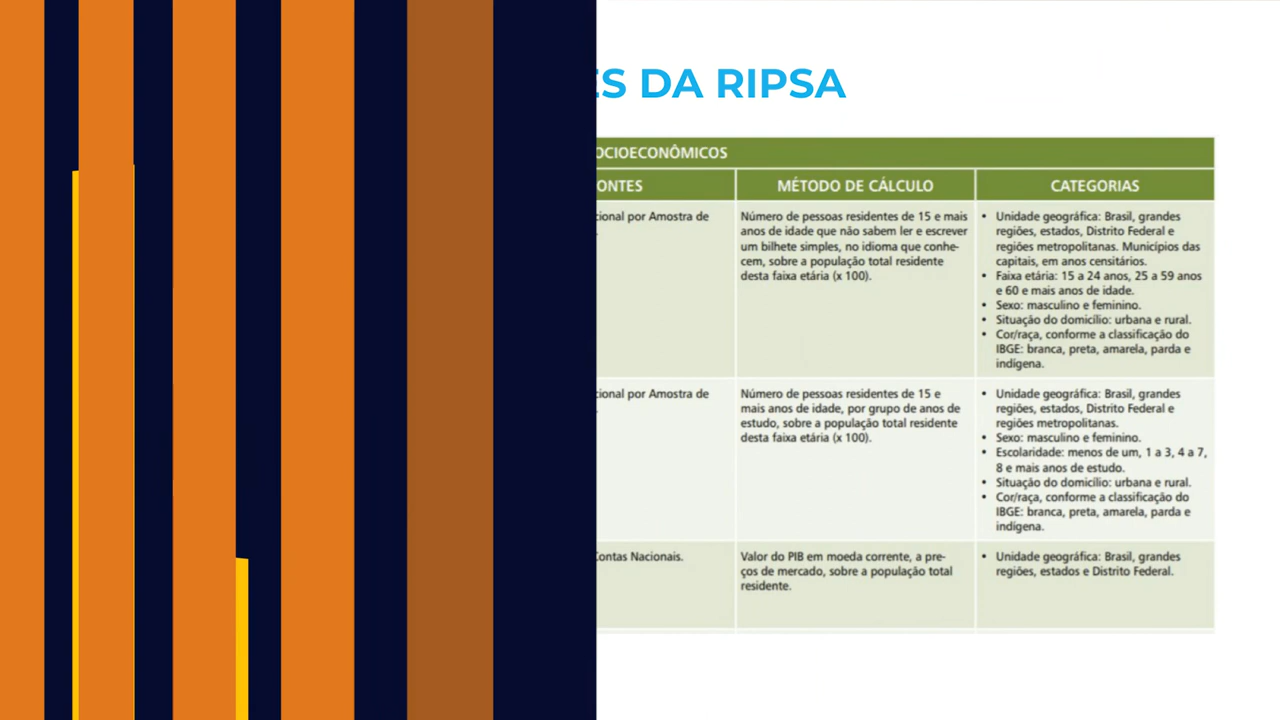 S DA RIPSA
OCIOECONÔMICOS
ONTES
MÉTODO DE CÁLCULO
CATEGORIAS
cional por Amostra de
.
Número de pessoas residentes de 15 e mais
anos de idade que não sabem ler e escrever
um bilhete simples, no idioma que conhe-
cem, sobre a população total residente
desta faixa etária (x 100).
• Unidade geográfica: Brasil, grandes
regiões, estados, Distrito Federal e
regiões metropolitanas. Municípios das
capitais, em anos censitários.
• Faixa etária: 15 a 24 anos, 25 a 59 anos
e 60 e mais anos de idade.
• Sexo: masculino e feminino.
• Situação do domicílio: urbana e rural.
• Cor/raça, conforme a classificação do
IBGE: branca, preta, amarela, parda e
indígena.
cional por Amostra de
.
Número de pessoas residentes de 15 e
mais anos de idade, por grupo de anos de
estudo, sobre a população total residente
desta faixa etária (x 100).
• Unidade geográfica: Brasil, grandes
regiões, estados, Distrito Federal e
regiões metropolitanas.
• Sexo: masculino e feminino.
• Escolaridade: menos de um, 1 a 3, 4 a 7,
8 e mais anos de estudo.
• Situação do domicílio: urbana e rural.
• Cor/raça, conforme a classificação do
IBGE: branca, preta, amarela, parda e
indígena.
Contas Nacionais.
Valor do PIB em moeda corrente, a pre-
ços de mercado, sobre a população total
residente.
• Unidade geográfica: Brasil, grandes
regiões, estados e Distrito Federal.